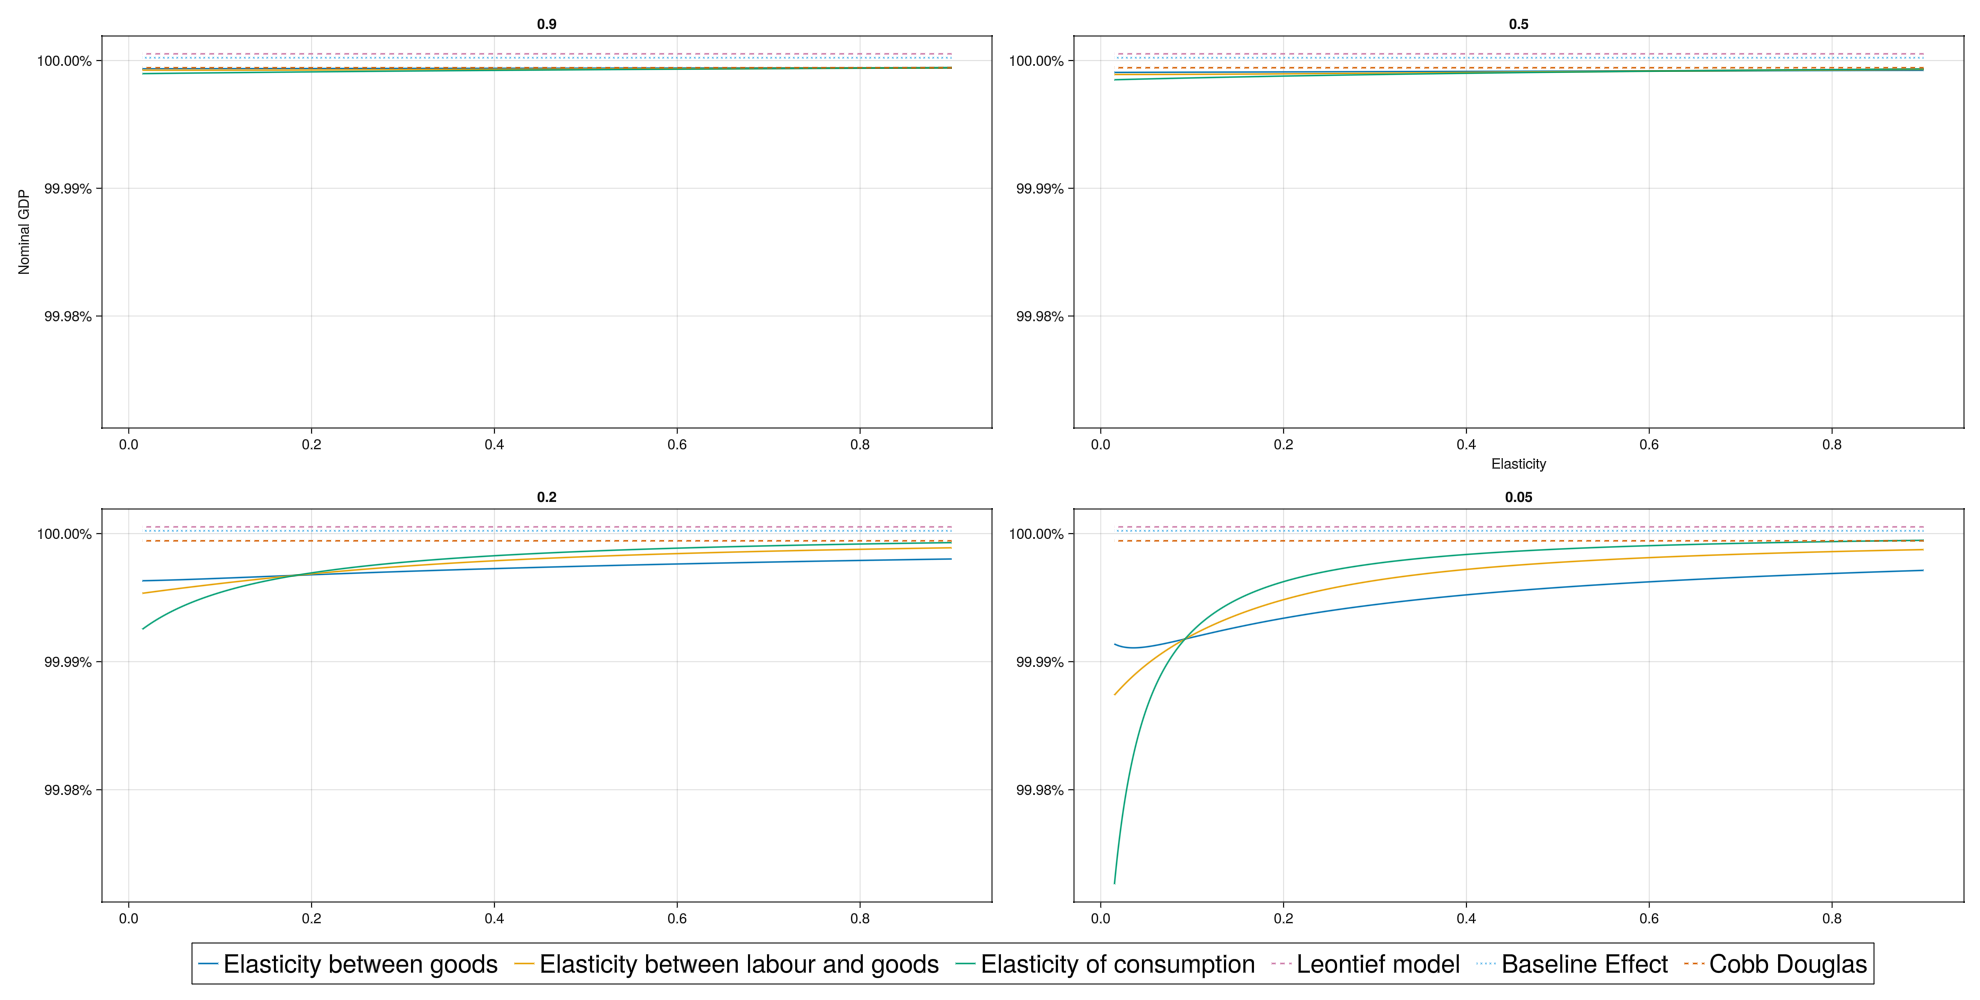 0.9
0.5
100.00%
99.99%
99.98%
Nominal GDP
0.0 0.2 0.4 0.6 0.8
100.00%
99.99%
99.98%
0.0 0.2 0.4 0.6 0.8
Elasticity
0.2
0.05
100.00%
99.99%
99.98%
0.0 0.2 0.4 0.6 0.8
100.00%
99.99%
99.98%
0.0 0.2 0.4 0.6 0.8
Elasticity between goods Elasticity between labour and goods Elasticity of consumption Leontief model Baseline Effect Cobb Douglas